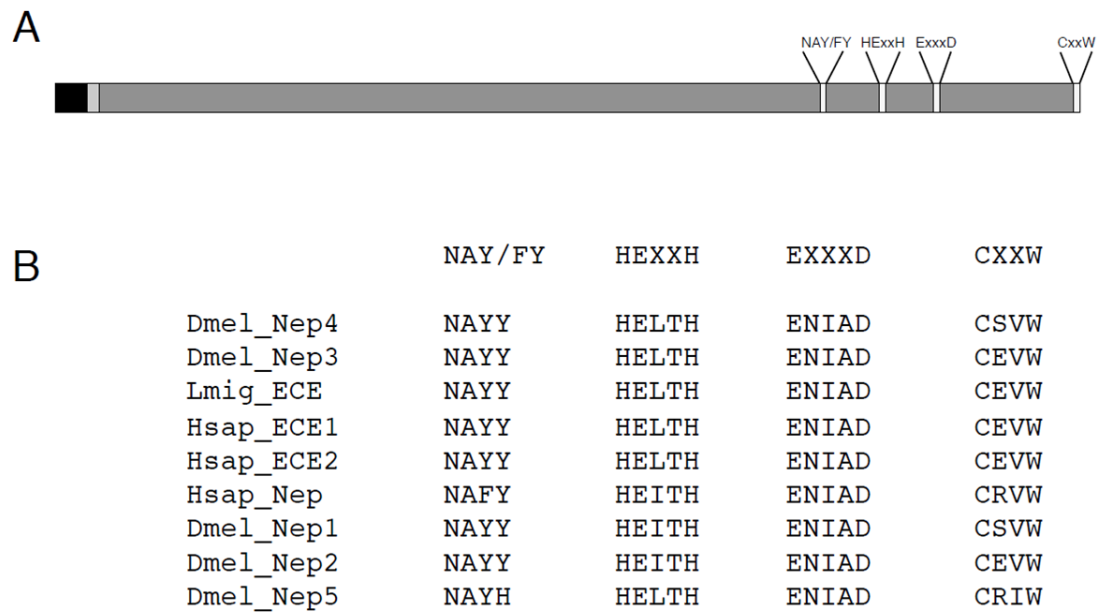 A
NAY/FY HExxH ExxxD CxxW
B
NAY/FY HEXXH EXXXD CXXW
Dmel_Nep4 NAYY HELTH ENIAD CSVW
Dmel_Nep3 NAYY HELTH ENIAD CEVW
Lmig_ECE NAYY HELTH ENIAD CEVW
Hsap_ECE1 NAYY HELTH ENIAD CEVW
Hsap_ECE2 NAYY HELTH ENIAD CEVW
Hsap_Nep NAFY HEITH ENIAD CRVW
Dmel_Nep1 NAYY HEITH ENIAD CSVW
Dmel_Nep2 NAYY HEITH ENIAD CEVW
Dmel_Nep5 NAYH HELTH ENIAD CRIW